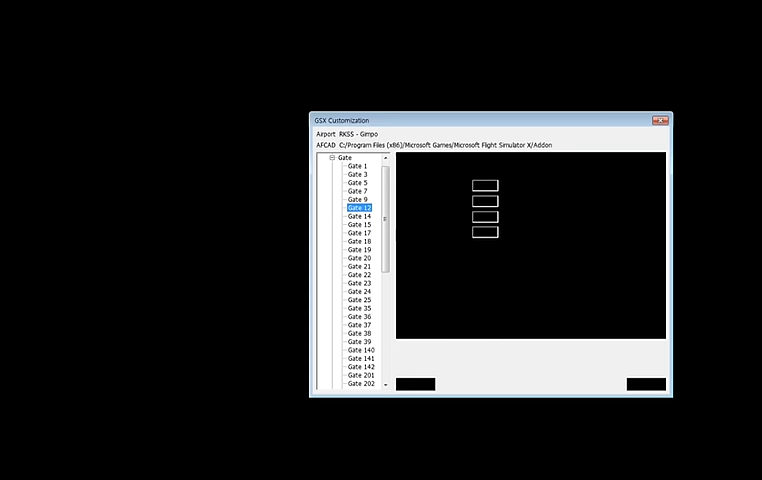 GSX Customization
Airport RKSS - Gimpo
AFCAD C:/Program Files (x86)/Microsoft Games/Microsoft Flight Simulator X/Addon
Gate
Gate 1
Gate 3
Gate 5
Gate 7
Gate 9
Gate 12
Gate 14
Gate 15
Gate 17
Gate 18
Gate 19
Gate 20
Gate 21
Gate 22
Gate 23
Gate 24
Gate 25
Gate 35
Gate 36
Gate 37
Gate 38
Gate 39
Gate 140
Gate 141
Gate 142
Gate 201
Gate 202